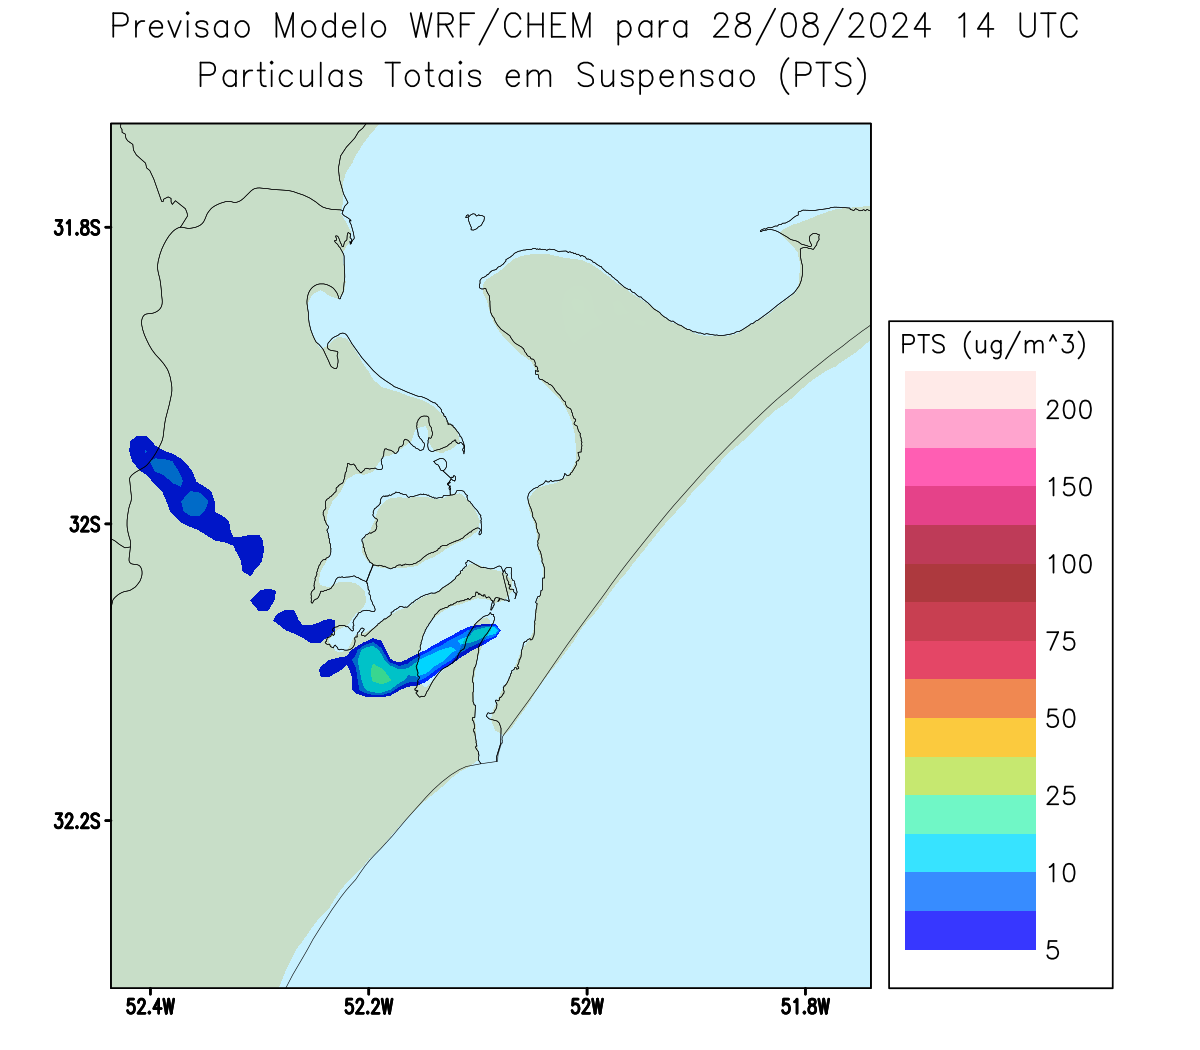 Previsao Modelo WRF/CHEM para 28/08/2024 14 UTC
Particulas Totais em Suspensao (PTS)
31.8S
32S
32.2S
52.4W
52.2W
52W
51.8W
PTS (ug/m^3)
200
150
100
75
50
25
10
5